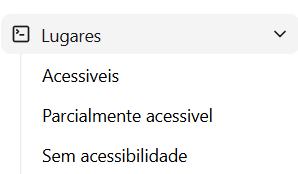 Lugares
Acessiveis
Parcialmente acessivel
Sem acessibilidade